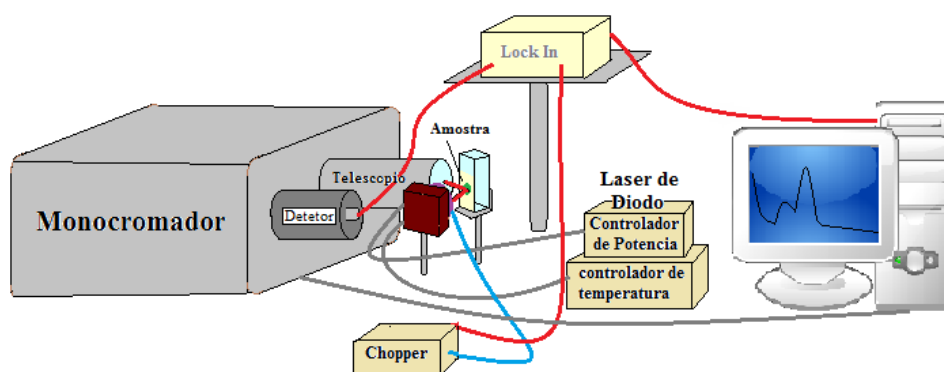 Lock In
Amostra
Telescopio
Laser de
Diodo
Monocromador
Detetor
Controlador
de Potencia
controlador de
temperatura
Chopper